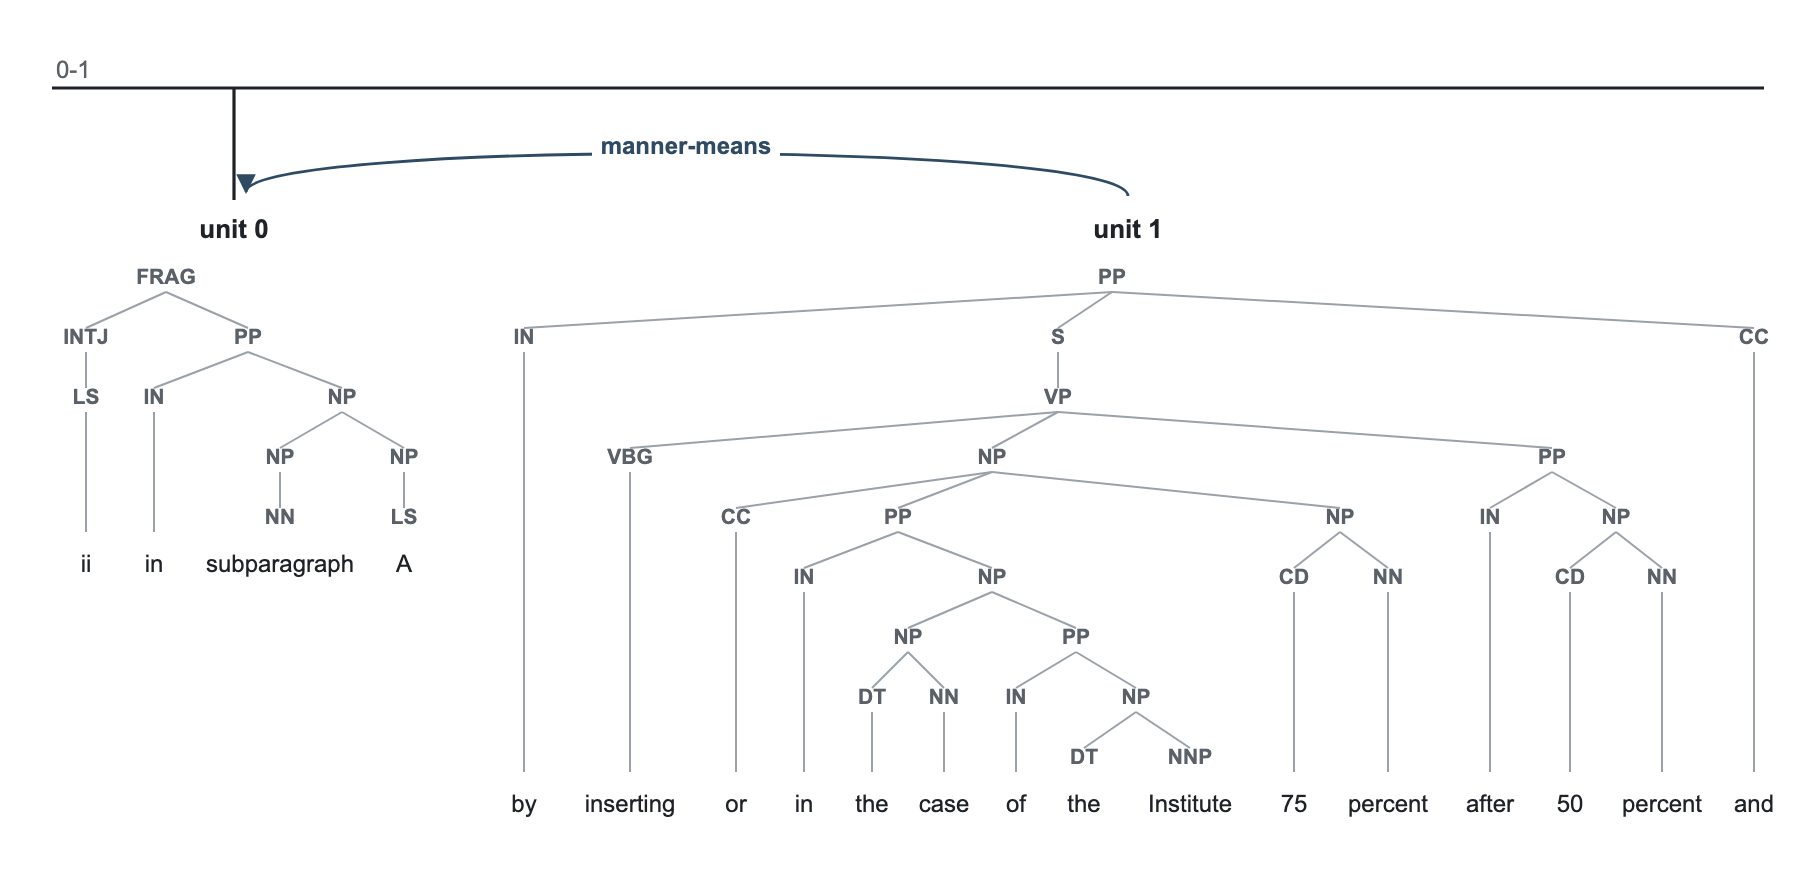 0-1
manner-means
unit 0 unit 1
FRAG PP
INTJ PP IN S CC
LS IN NP VP
NP NP VBG NP PP
NN LS CC PP NP IN NP
ii in subparagraph A
IN NP CD NN CD NN
NP PP
DT NN IN NP
DT NNP
by inserting or in the case of the Institute 75 percent after 50 percent and